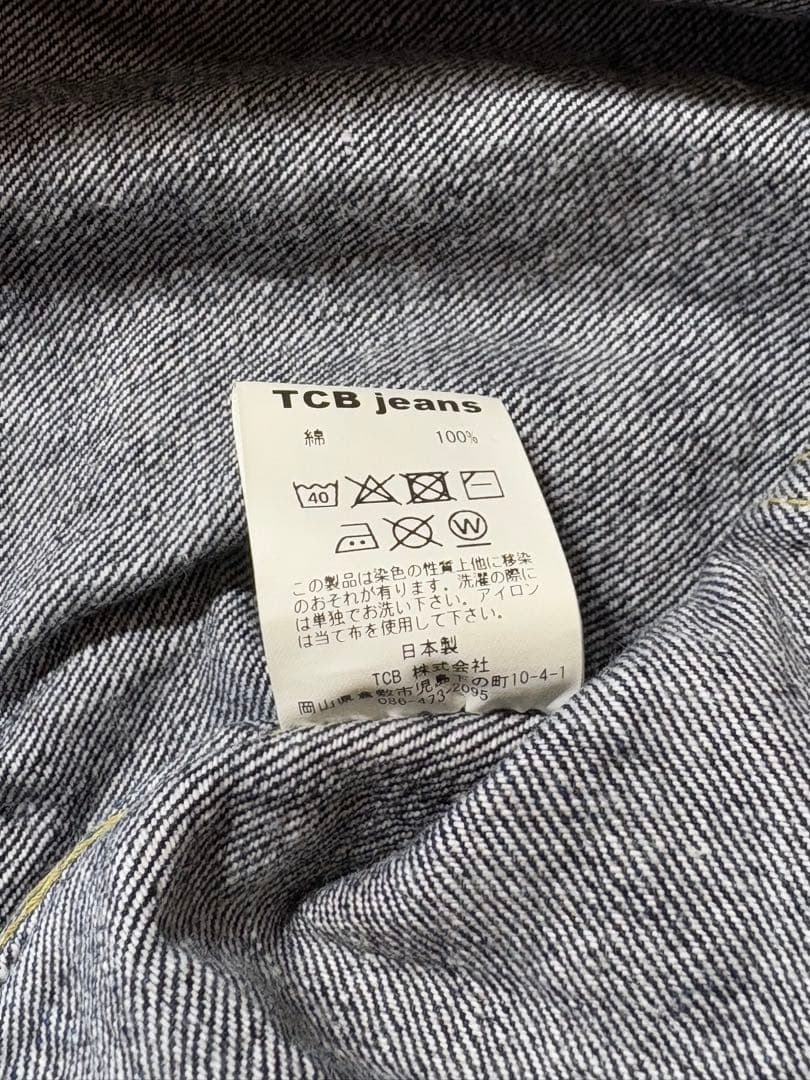 TCB jeans
綿 100%
40
W
この製品は染色の性質上他に移染
のおそれが有ります。洗濯の際に
は単独でお洗い下さい。アイロン
は当て布を使用して下さい。
日本製
TCB 株式会社
岡山県倉敷市児島下の町10-4-1
086-473-2095